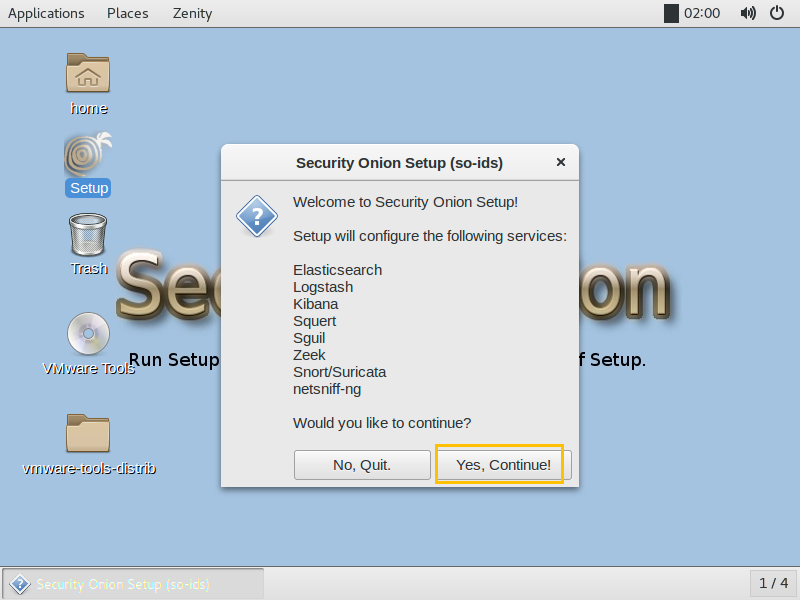 Applications Places Zenity 02:00
home
Setup
Trash
VMware Tools
vmware-tools-distrib
Sec on
Run Setup f Setup.
Security Onion Setup (so-ids)
Welcome to Security Onion Setup!
Setup will configure the following services:
Elasticsearch
Logstash
Kibana
Squert
Sguil
Zeek
Snort/Suricata
netsniff-ng
Would you like to continue?
No, Quit. Yes, Continue!
Security Onion Setup (so-ids) 1 / 4